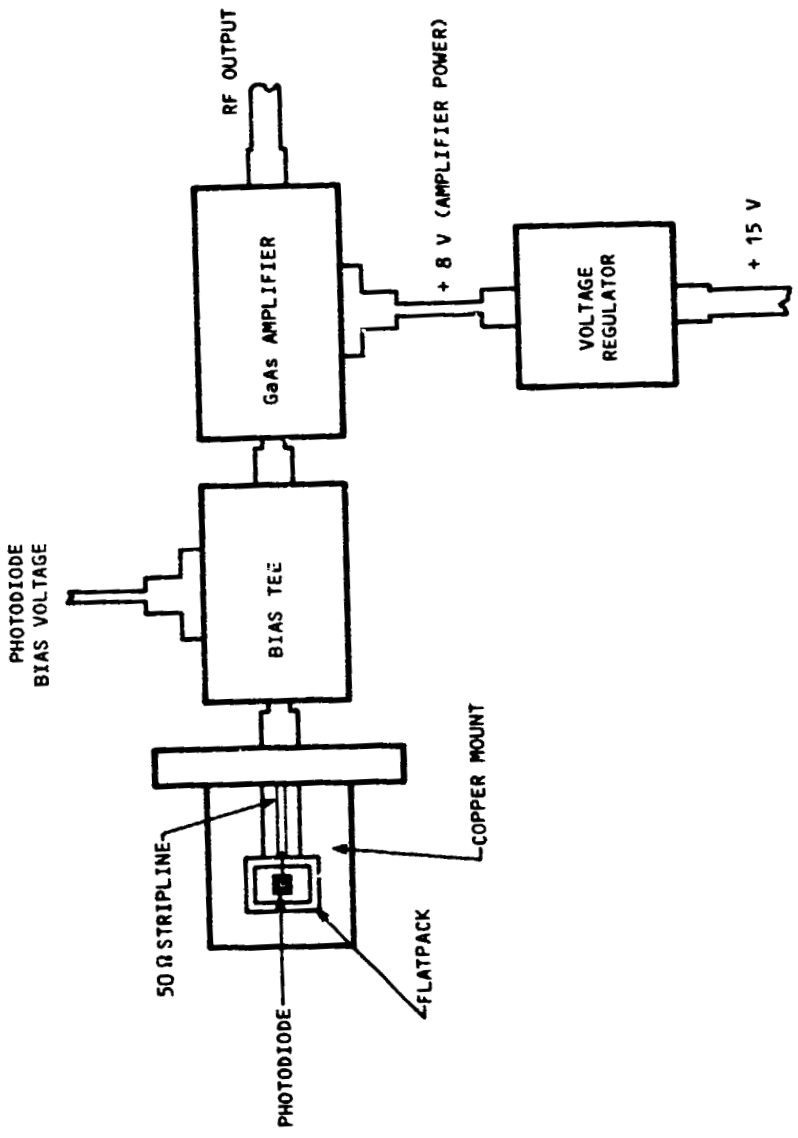 PHOTODIODE
BIAS VOLTAGE
RF OUTPUT
50 Ω STRIPLINE
BIAS TEE
GaAs AMPLIFIER
PHOTODIODE
FLATPACK
COPPER MOUNT
+ 8 V (AMPLIFIER POWER)
VOLTAGE
REGULATOR
+ 15 V